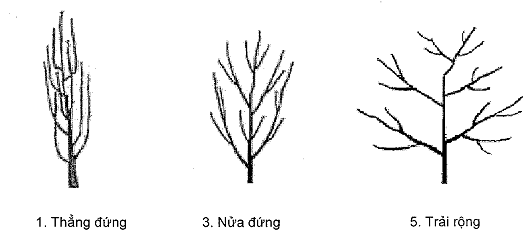 1. Thẳng đứng
3. Nửa đứng
5. Trải rộng